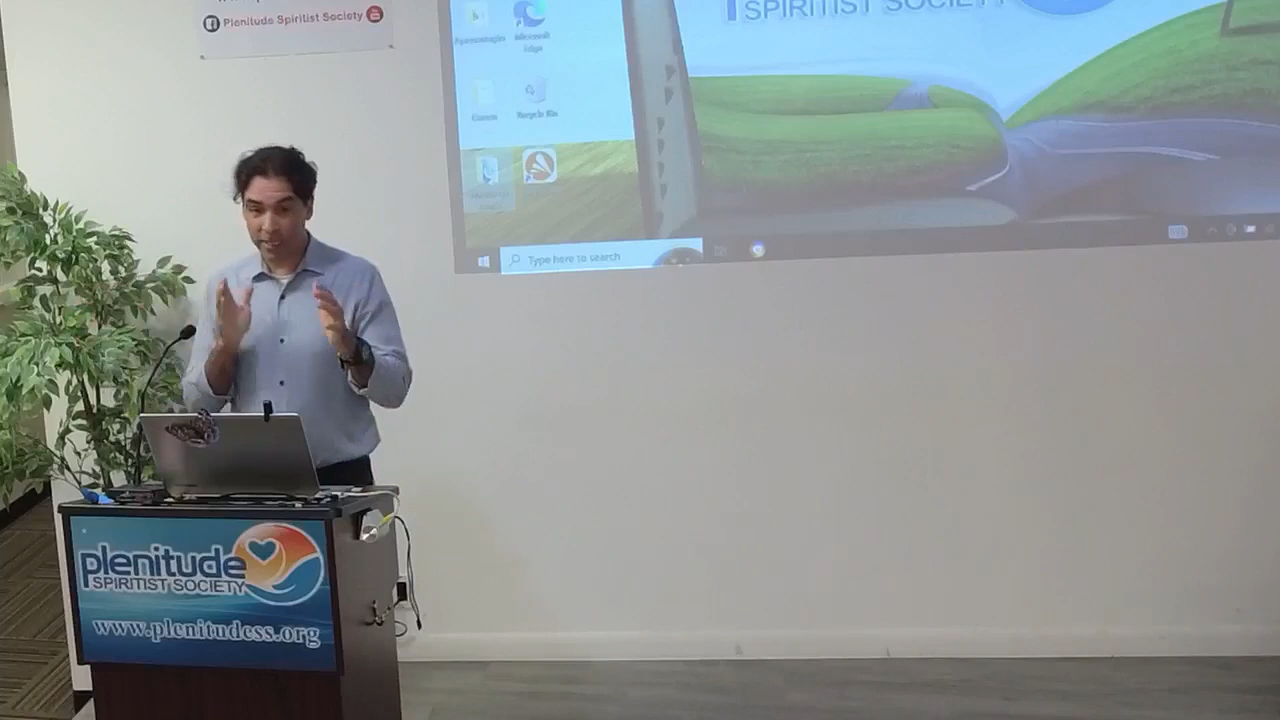 Plenitude Spiritist Society
SPIRITIST SOCIETY
Microsoft
Edge
Recycle Bin
Type here to search
plenitude
SPIRITIST SOCIETY
www.plenitudess.org